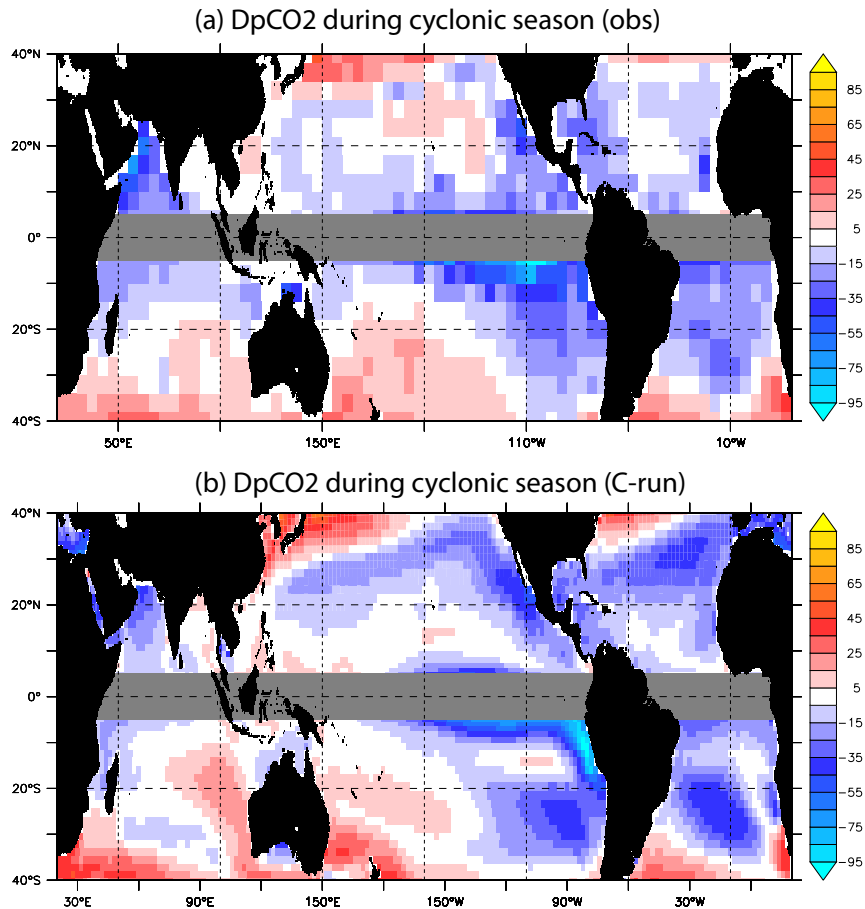 (a) DpCO2 during cyclonic season (obs)
40°N
20°N
0°
20°S
40°S
50°E 150°E 110°W 10°W
85
65
45
25
5
-15
-35
-55
-75
-95
(b) DpCO2 during cyclonic season (C-run)
40°N
20°N
0°
20°S
40°S
30°E 90°E 150°E 150°W 90°W 30°W
85
65
45
25
5
-15
-35
-55
-75
-95